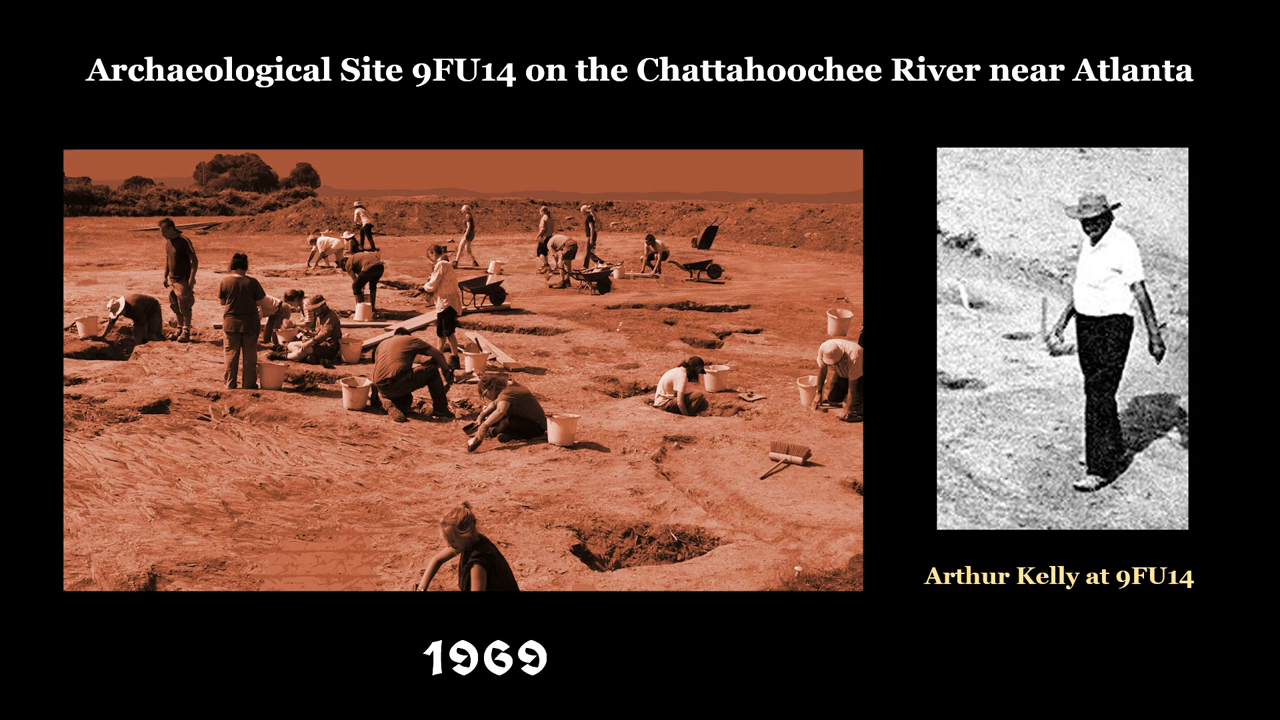 Archaeological Site 9FU14 on the Chattahoochee River near Atlanta
Arthur Kelly at 9FU14
1969